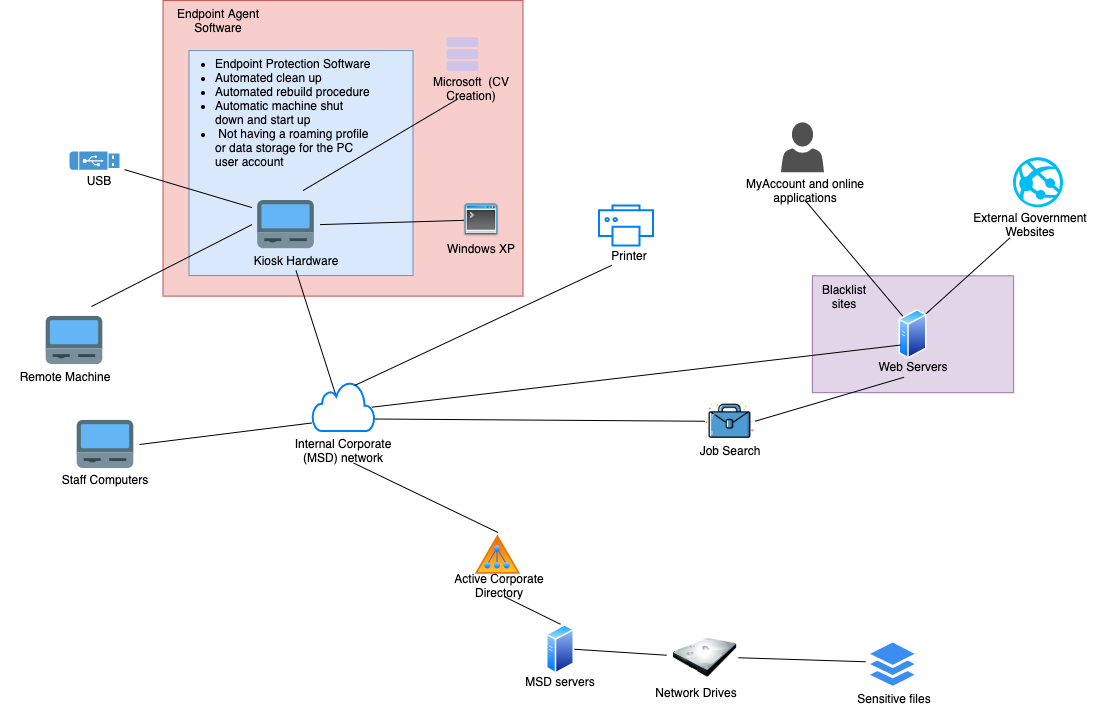 Endpoint Agent
Software
• Endpoint Protection Software
• Automated clean up
• Automated rebuild procedure
• Automatic machine shut
down and start up
• Not having a roaming profile
or data storage for the PC
user account
Microsoft (CV
Creation)
USB
Kiosk Hardware
Windows XP
Printer
MyAccount and online
applications
External Government
Websites
Blacklist
sites
Web Servers
Remote Machine
Staff Computers
Internal Corporate
(MSD) network
Job Search
Active Corporate
Directory
MSD servers
Network Drives
Sensitive files